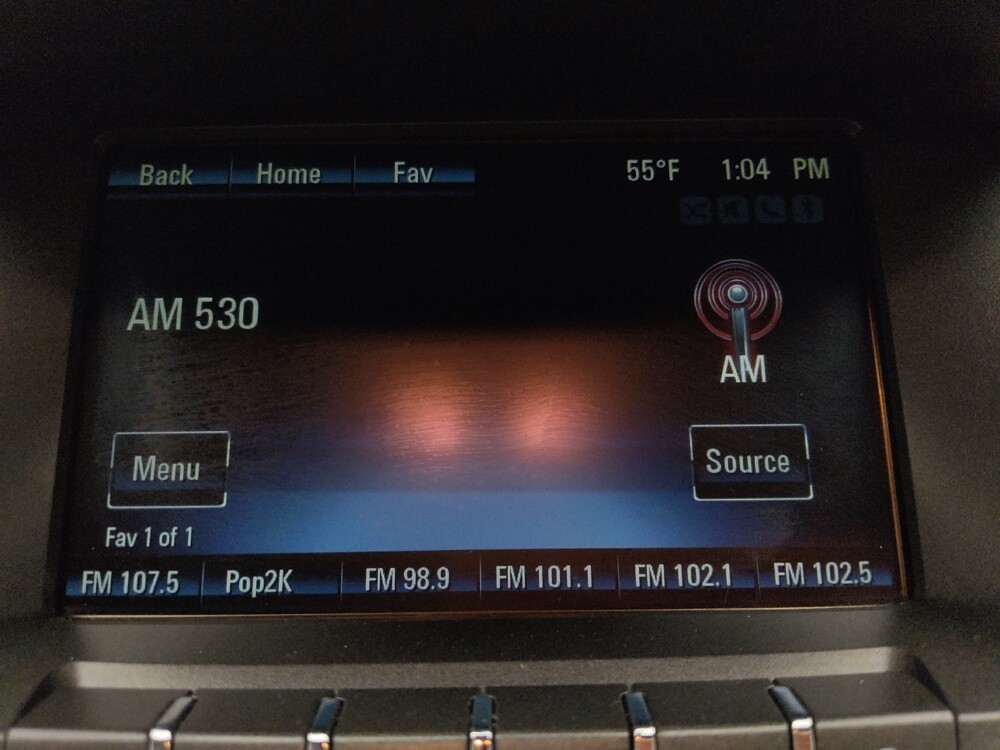 Back Home Fav 55°F 1:04 PM
AM 530
AM
Menu
Source
Fav 1 of 1
FM 107.5 Pop2K FM 98.9 FM 101.1 FM 102.1 FM 102.5